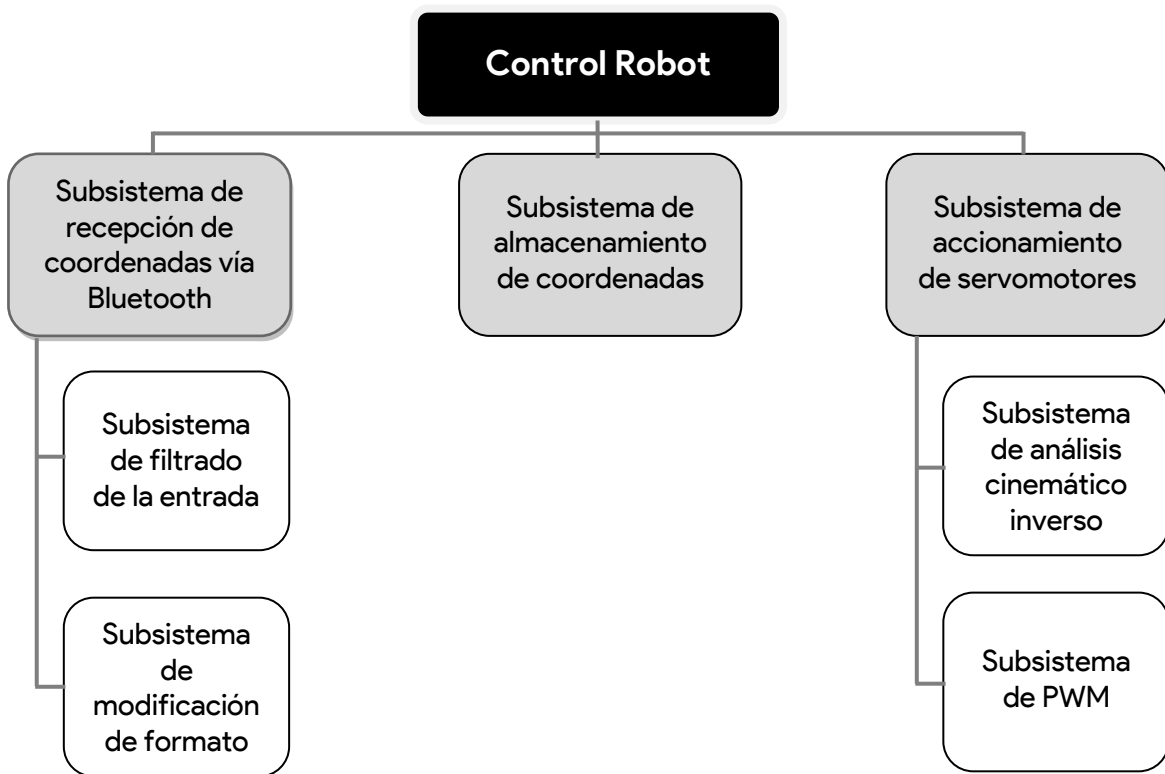 Control Robot
Subsistema de
recepción de
coordenadas vía
Bluetooth
Subsistema de
almacenamiento
de coordenadas
Subsistema de
accionamiento
de servomotores
Subsistema
de filtrado
de la entrada
Subsistema
de análisis
cinemático
inverso
Subsistema
de
modificación
de formato
Subsistema
de PWM